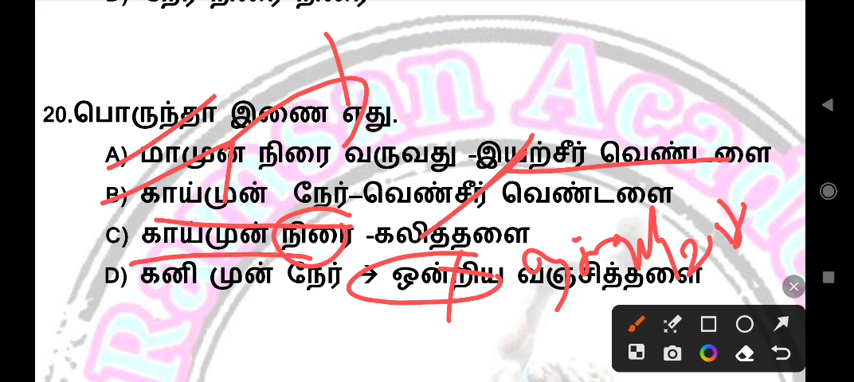 20.பொருந்தா இணை எது.
A) மாமுன் நிரை வருவது -இயற்சீர் வெண்டளை
B) காய்முன் நேர்–வெண்சீர் வெண்டளை
C) காய்முன் நிரை -கலித்தளை
D) கனி முன் நேர் → ஒன்றிய வஞ்சித்தளை